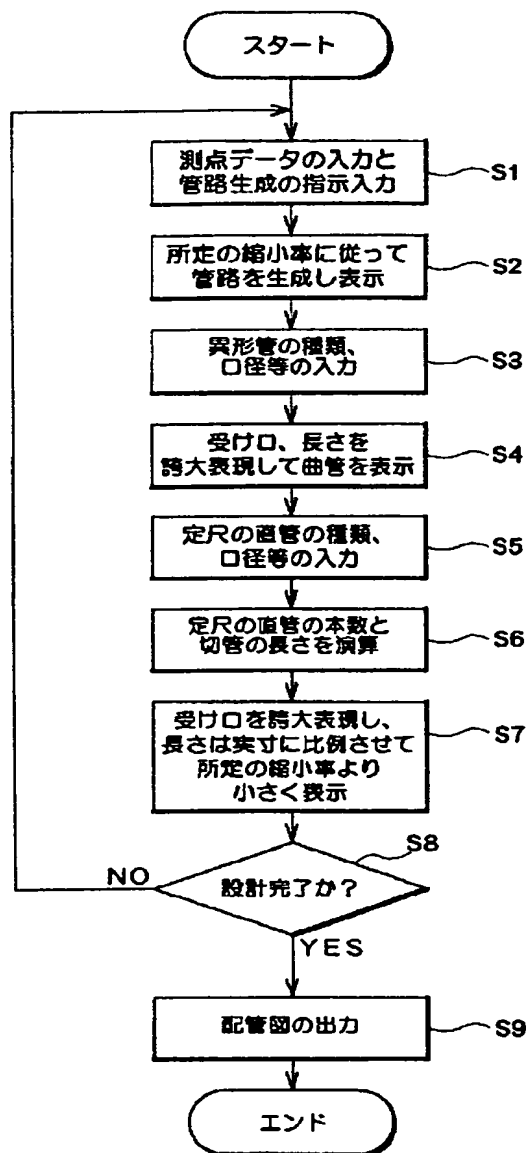 スタート
測点データの入力と
管路生成の指示入力
S1
所定の縮小率に従って
管路を生成し表示
S2
異形管の種類、
口径等の入力
S3
受け口、長さを
誇大表現して曲管を表示
S4
定尺の直管の種類、
口径等の入力
S5
定尺の直管の本数と
切管の長さを演算
S6
受け口を誇大表現し、
長さは実寸に比例させて
所定の縮小率より
小さく表示
S7
S8
設計完了か?
NO
YES
配管図の出力
S9
エンド